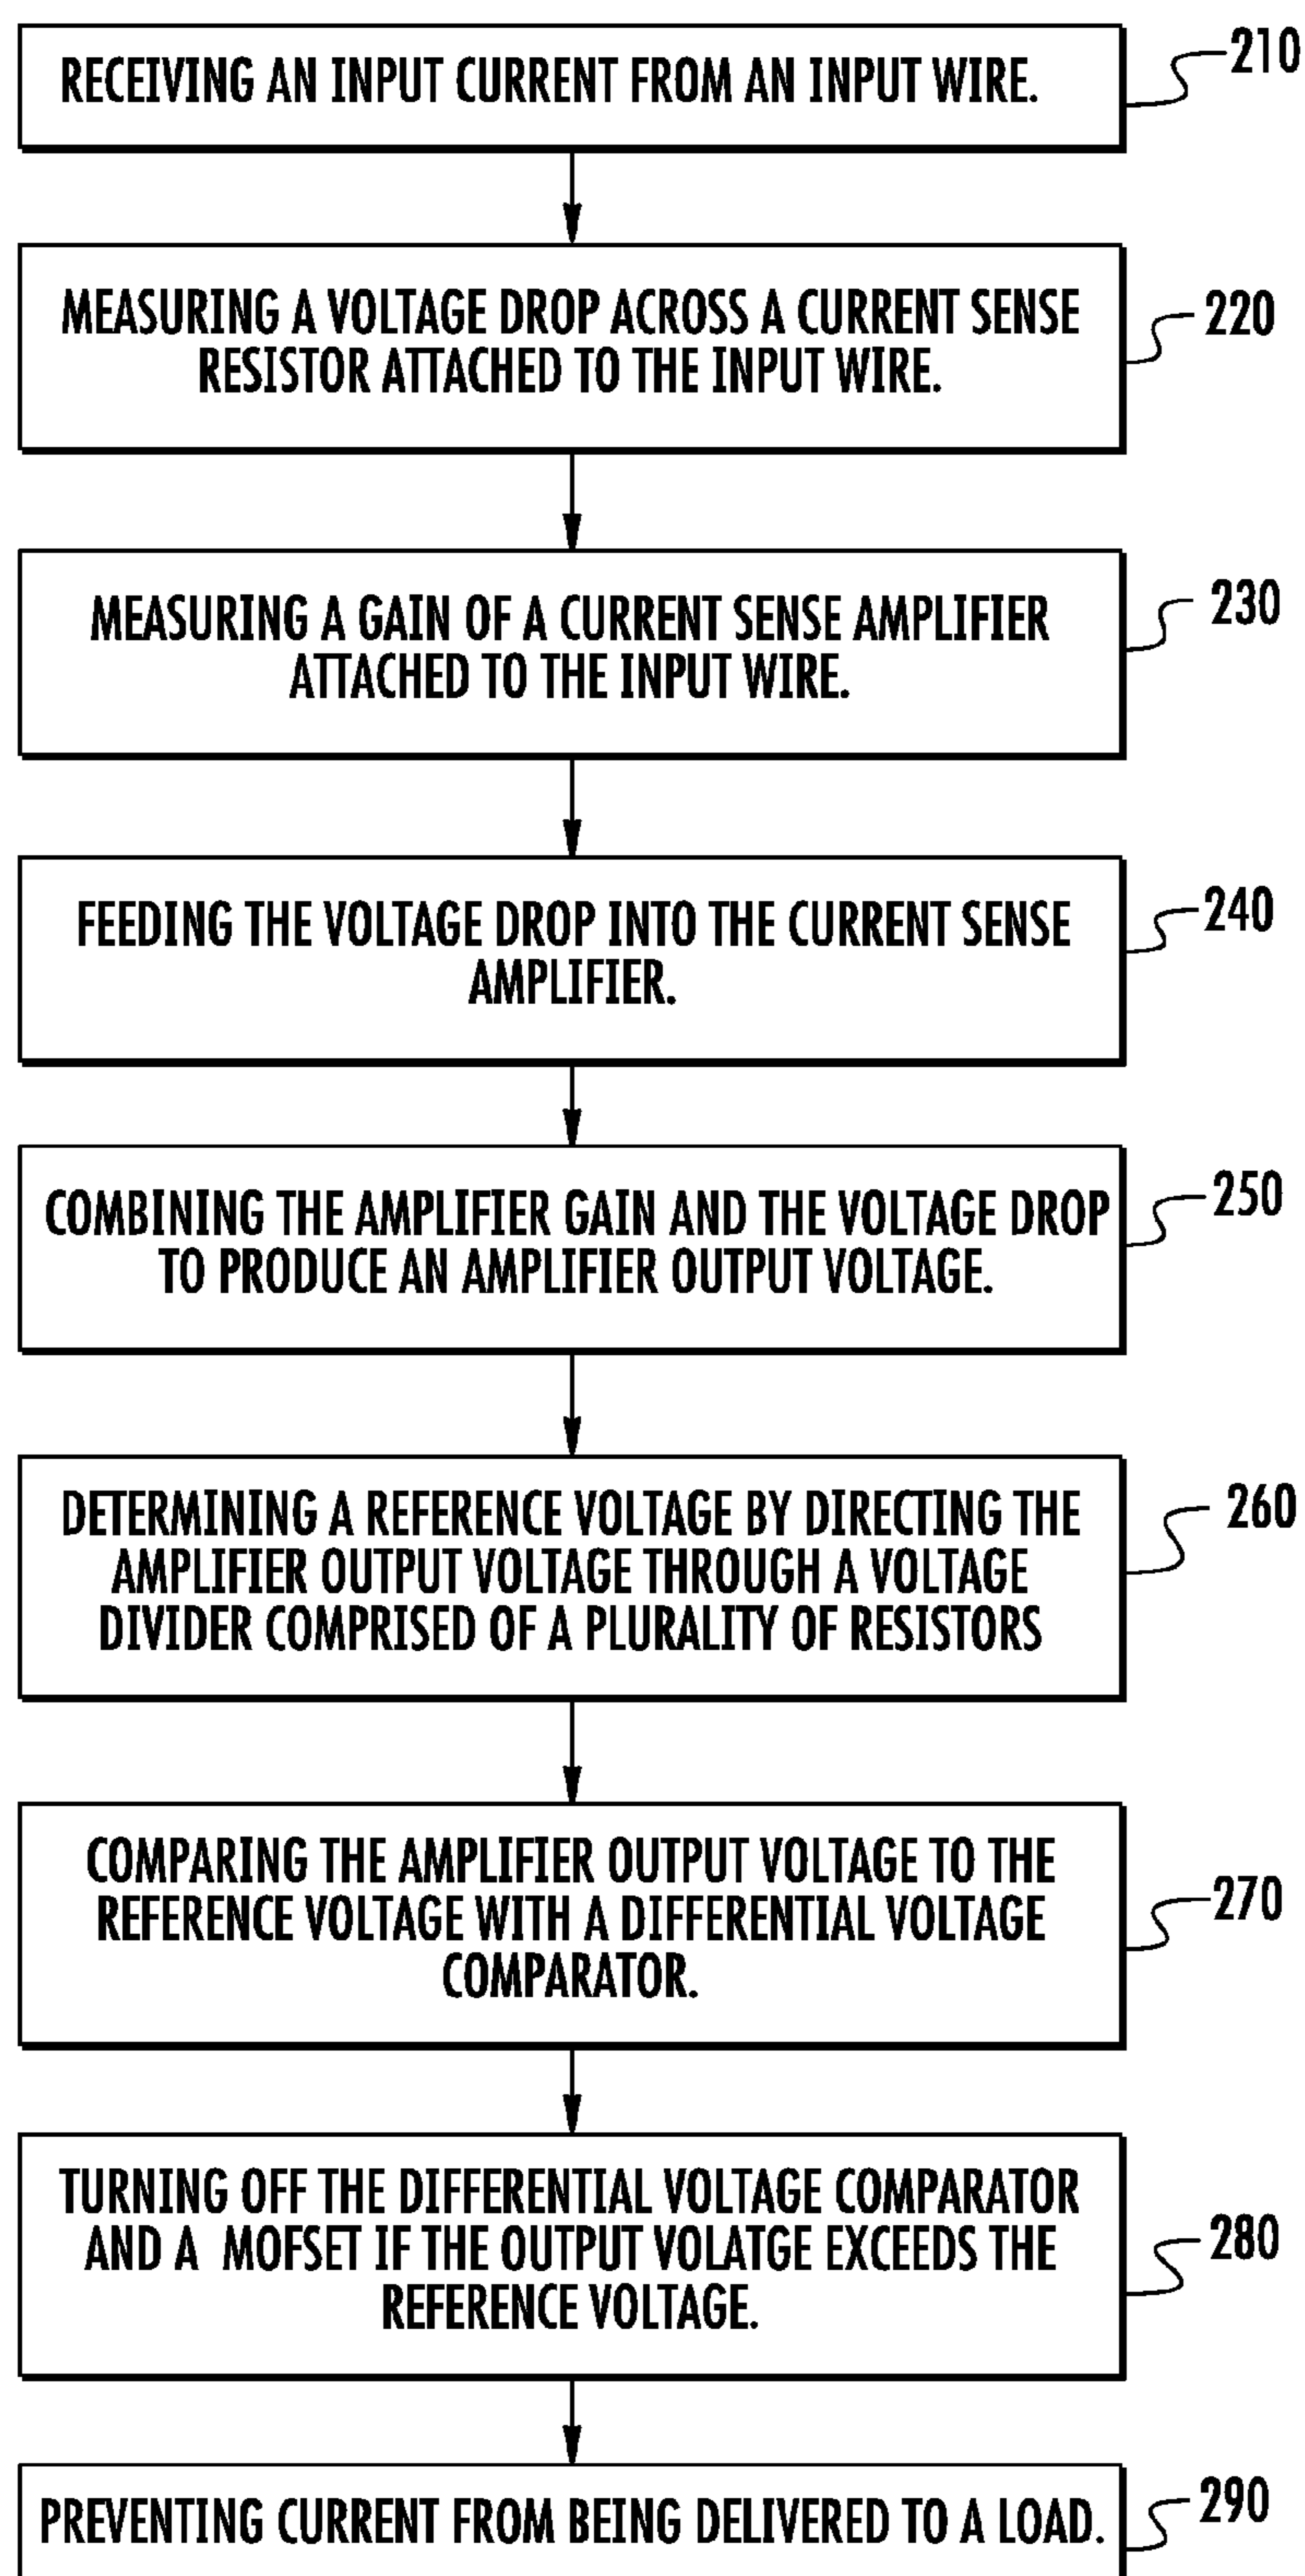 RECEIVING AN INPUT CURRENT FROM AN INPUT WIRE.
210
MEASURING A VOLTAGE DROP ACROSS A CURRENT SENSE
RESISTOR ATTACHED TO THE INPUT WIRE.
220
MEASURING A GAIN OF A CURRENT SENSE AMPLIFIER
ATTACHED TO THE INPUT WIRE.
230
FEEDING THE VOLTAGE DROP INTO THE CURRENT SENSE
AMPLIFIER.
240
COMBINING THE AMPLIFIER GAIN AND THE VOLTAGE DROP
TO PRODUCE AN AMPLIFIER OUTPUT VOLTAGE.
250
DETERMINING A REFERENCE VOLTAGE BY DIRECTING THE
AMPLIFIER OUTPUT VOLTAGE THROUGH A VOLTAGE
DIVIDER COMPRISED OF A PLURALITY OF RESISTORS
260
COMPARING THE AMPLIFIER OUTPUT VOLTAGE TO THE
REFERENCE VOLTAGE WITH A DIFFERENTIAL VOLTAGE
COMPARATOR.
270
TURNING OFF THE DIFFERENTIAL VOLTAGE COMPARATOR
AND A MOFSET IF THE OUTPUT VOLATGE EXCEEDS THE
REFERENCE VOLTAGE.
280
PREVENTING CURRENT FROM BEING DELIVERED TO A LOAD.
290